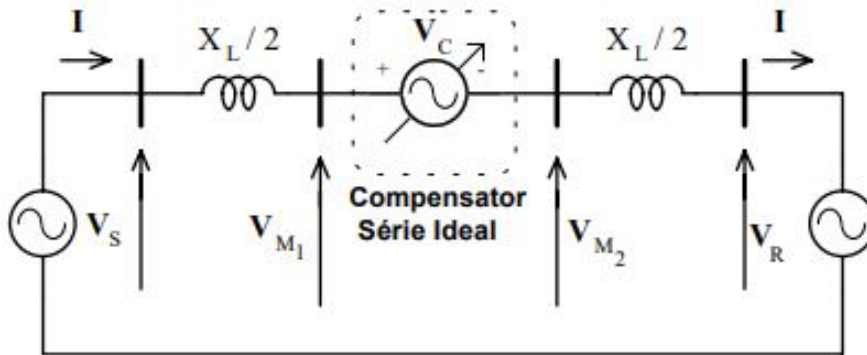 I
X_L / 2
V_C
X_L / 2
I
+
-
Compensator
Série Ideal
V_S
V_M1
V_M2
V_R